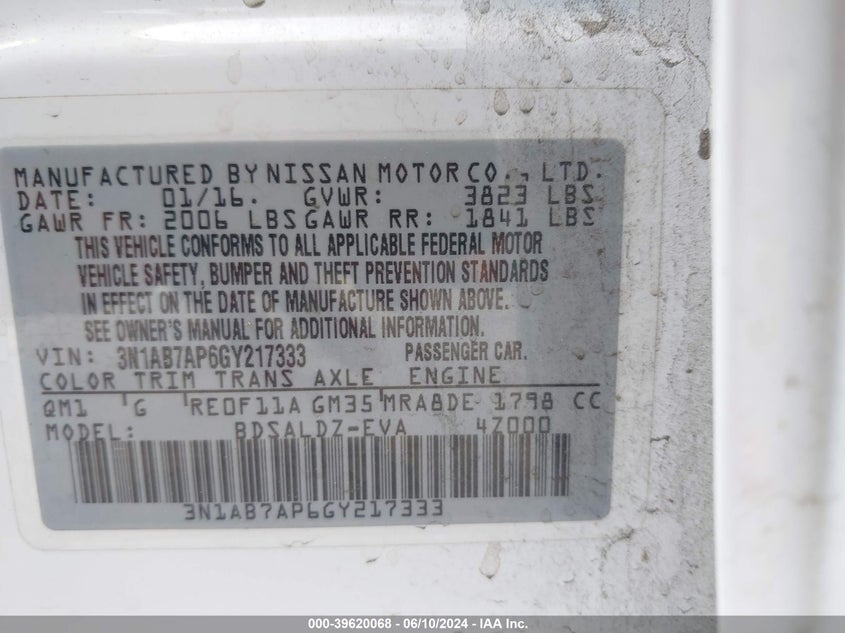 MANUFACTURED BY NISSAN MOTOR CO., LTD.
DATE: 01/16. GVWR: 3823 LBS
GAWR FR: 2006 LBS GAWR RR: 1841 LBS
THIS VEHICLE CONFORMS TO ALL APPLICABLE FEDERAL MOTOR
VEHICLE SAFETY, BUMPER AND THEFT PREVENTION STANDARDS
IN EFFECT ON THE DATE OF MANUFACTURE SHOWN ABOVE.
SEE OWNER'S MANUAL FOR ADDITIONAL INFORMATION.
VIN: 3N1AB7AP6GY217333 PASSENGER CAR.
COLOR TRIM TRANS AXLE ENGINE
QM1 G RE0F11A GM35 MRA8DE 1798 CC
MODEL: BDSALDZ-EVA 4Z000
3N1AB7AP6GY217333
000-39620068 - 06/10/2024 - IAA Inc.